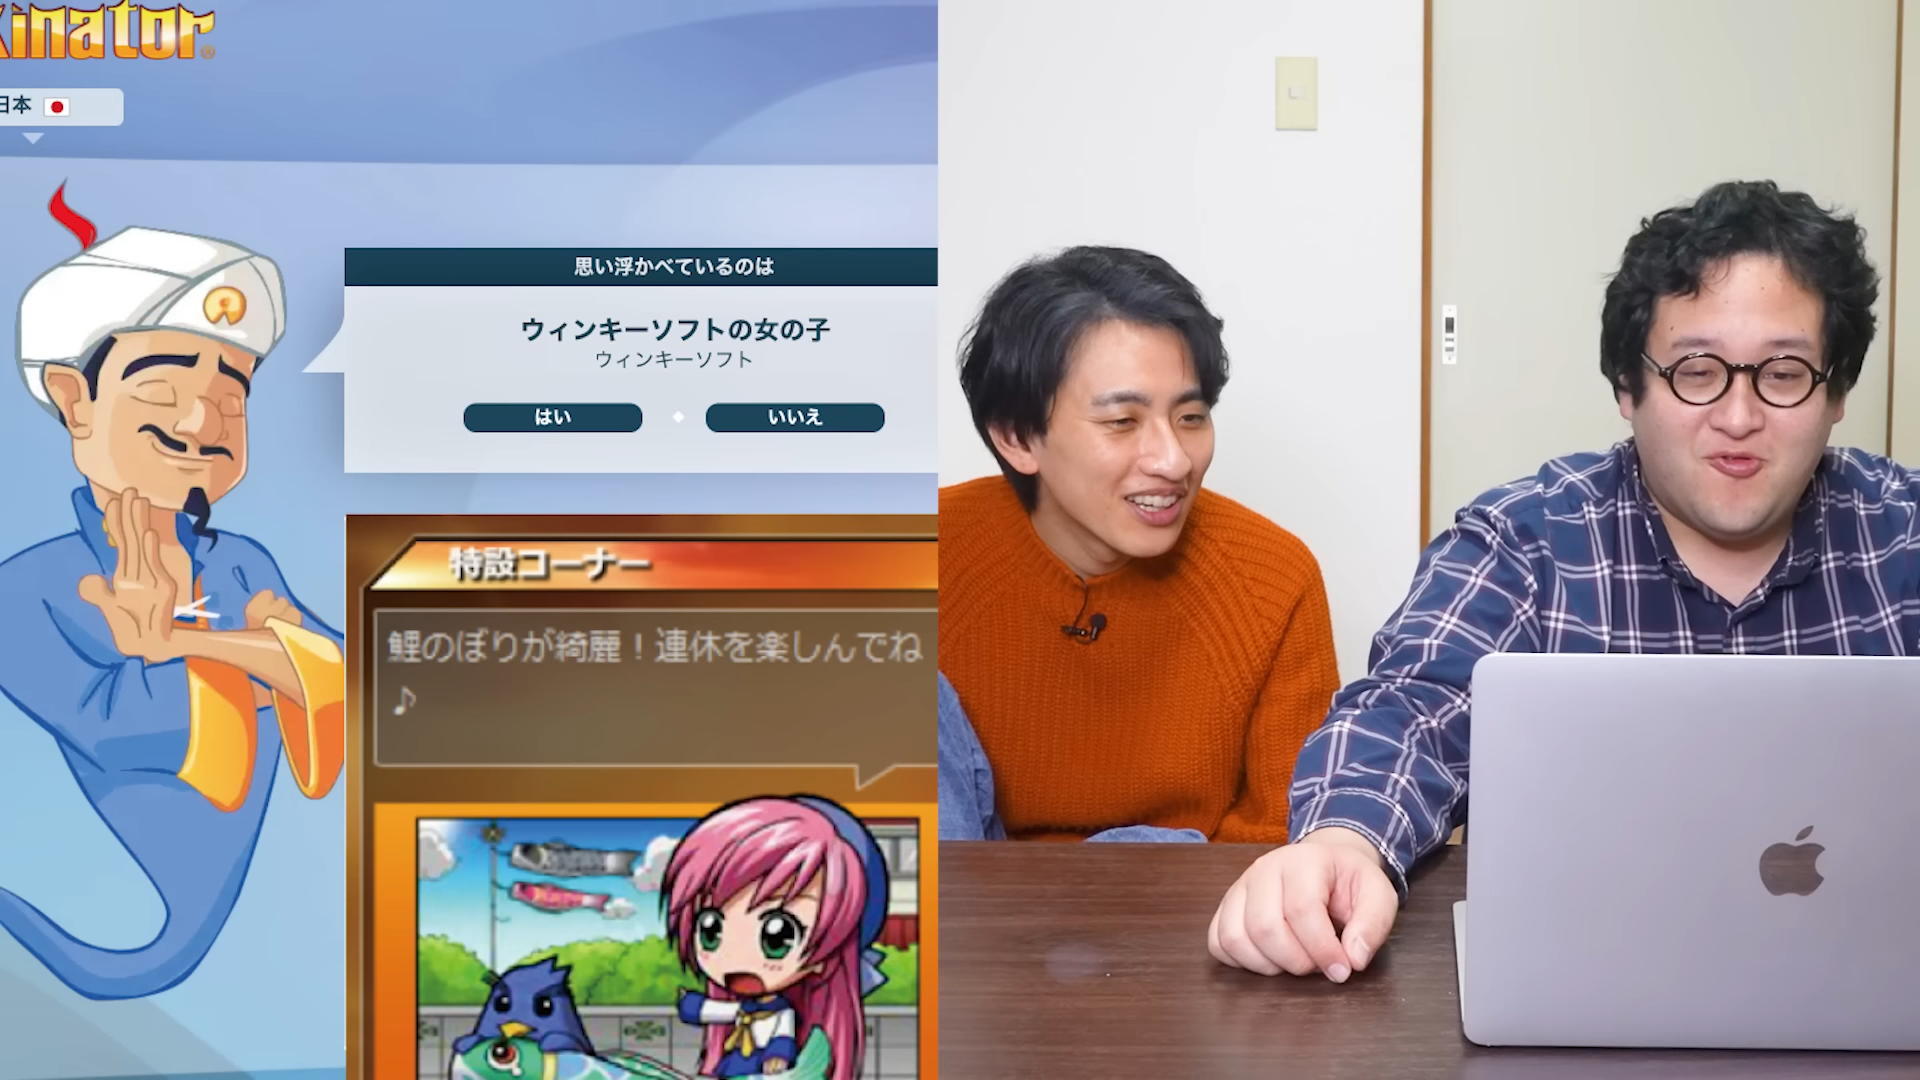 kinator®
日本
思い浮かべているのは
ウィンキーソフトの女の子
ウィンキーソフト
はい
いいえ
特設コーナー
鯉のぼりが綺麗！連休を楽しんでね
♪